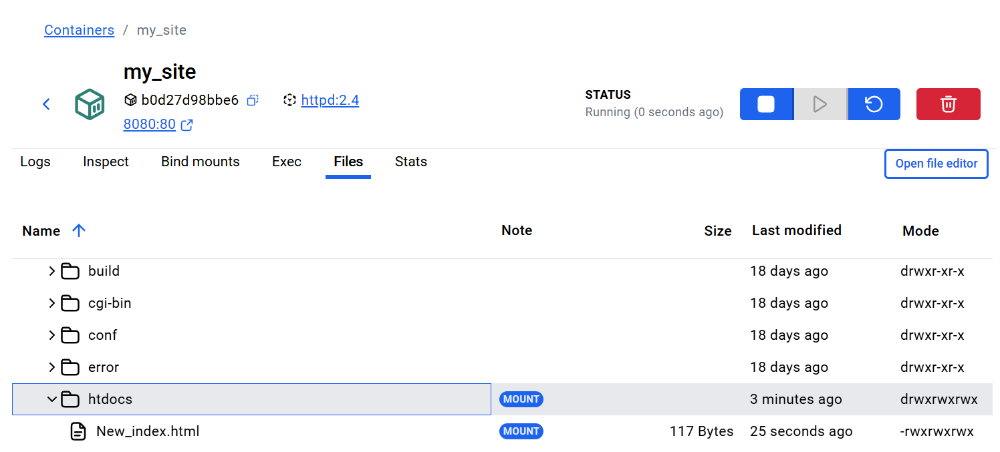 Containers / my_site
my_site
b0d27d98bbe6 httpd:2.4
8080:80
STATUS
Running (0 seconds ago)
Logs Inspect Bind mounts Exec Files Stats Open file editor
Name Note Size Last modified Mode
build 18 days ago drwxr-xr-x
cgi-bin 18 days ago drwxr-xr-x
conf 18 days ago drwxr-xr-x
error 18 days ago drwxr-xr-x
htdocs MOUNT 3 minutes ago drwxrwxrwx
New_index.html MOUNT 117 Bytes 25 seconds ago -rwxrwxrwx